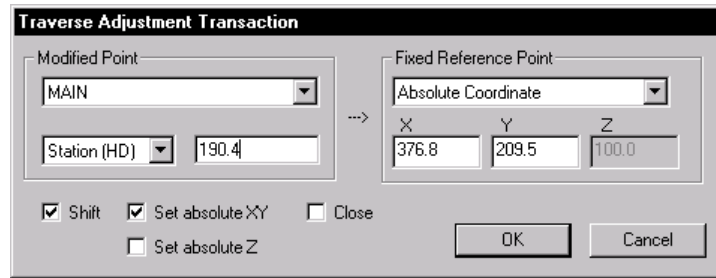 Traverse Adjustment Transaction
Modified Point
MAIN
Station (HD) 190.4
--->
Fixed Reference Point
Absolute Coordinate
X Y Z
376.8 209.5 100.0
Shift Set absolute XY Close
Set absolute Z
OK Cancel